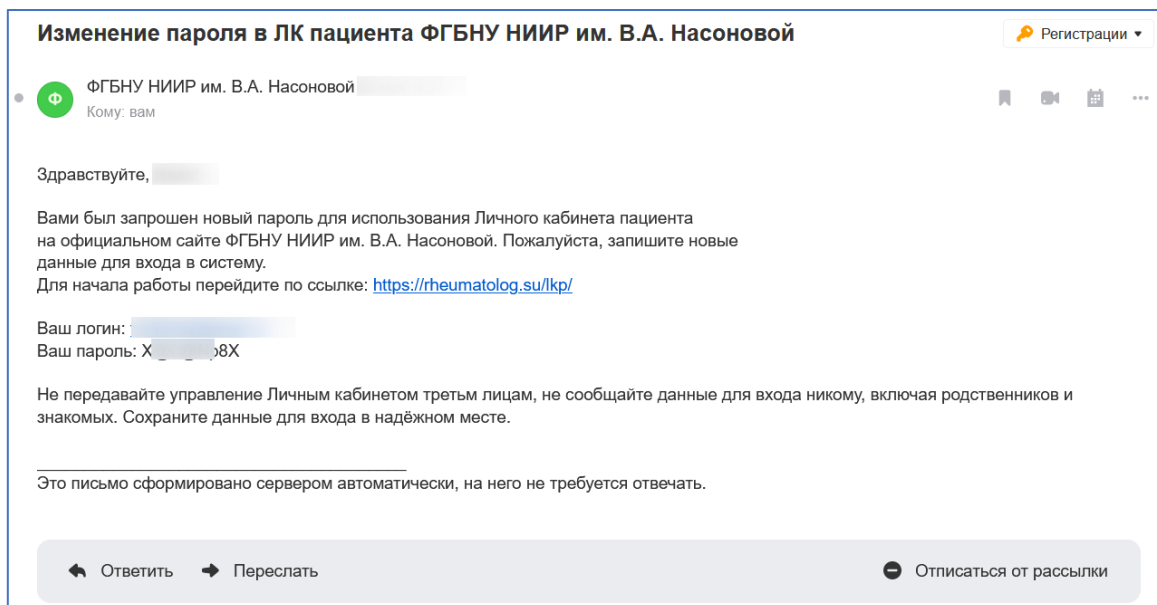 Изменение пароля в ЛК пациента ФГБНУ НИИР им. В.А. Насоновой
Регистрации
Ф
ФГБНУ НИИР им. В.А. Насоновой
Кому: вам
Здравствуйте,
Вами был запрошен новый пароль для использования Личного кабинета пациента
на официальном сайте ФГБНУ НИИР им. В.А. Насоновой. Пожалуйста, запишите новые
данные для входа в систему.
Для начала работы перейдите по ссылке: https://rheumatolog.su/lkp/
Ваш логин:
Ваш пароль:
Не передавайте управление Личным кабинетом третьм лицам, не сообщайте данные для входа никому, включая родственников и
знакомых. Сохраните данные для входа в надёжном месте.
Это письмо сформировано сервером автоматически, на него не требуется отвечать.
Ответить Переслать Отписаться от рассылки